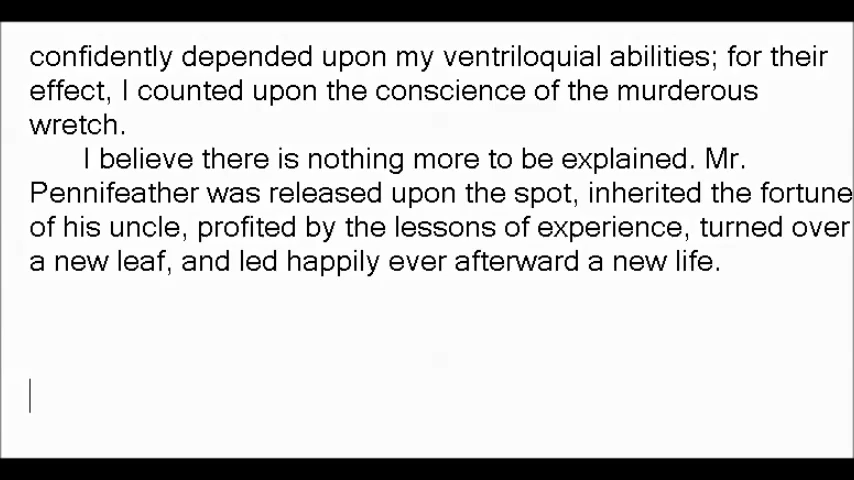 confidently depended upon my ventriloquial abilities; for their
effect, I counted upon the conscience of the murderous
wretch.
I believe there is nothing more to be explained. Mr.
Pennifeather was released upon the spot, inherited the fortune
of his uncle, profited by the lessons of experience, turned over
a new leaf, and led happily ever afterward a new life.